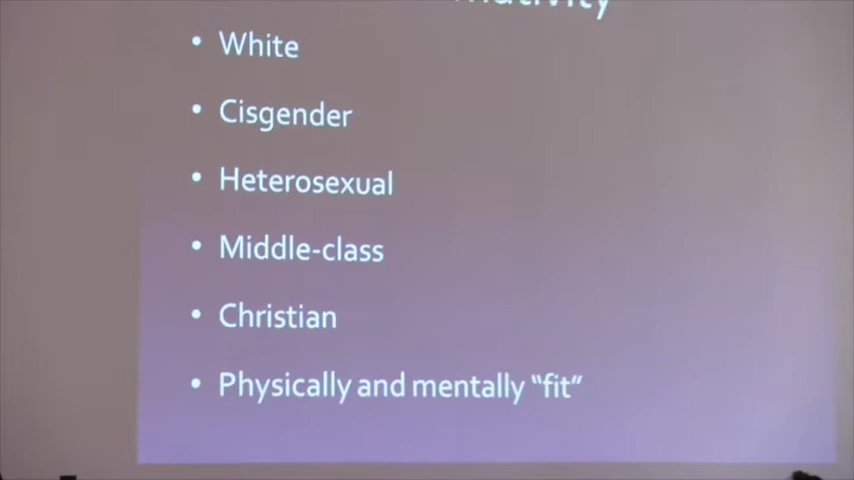 • White
• Cisgender
• Heterosexual
• Middle-class
• Christian
• Physically and mentally “fit”